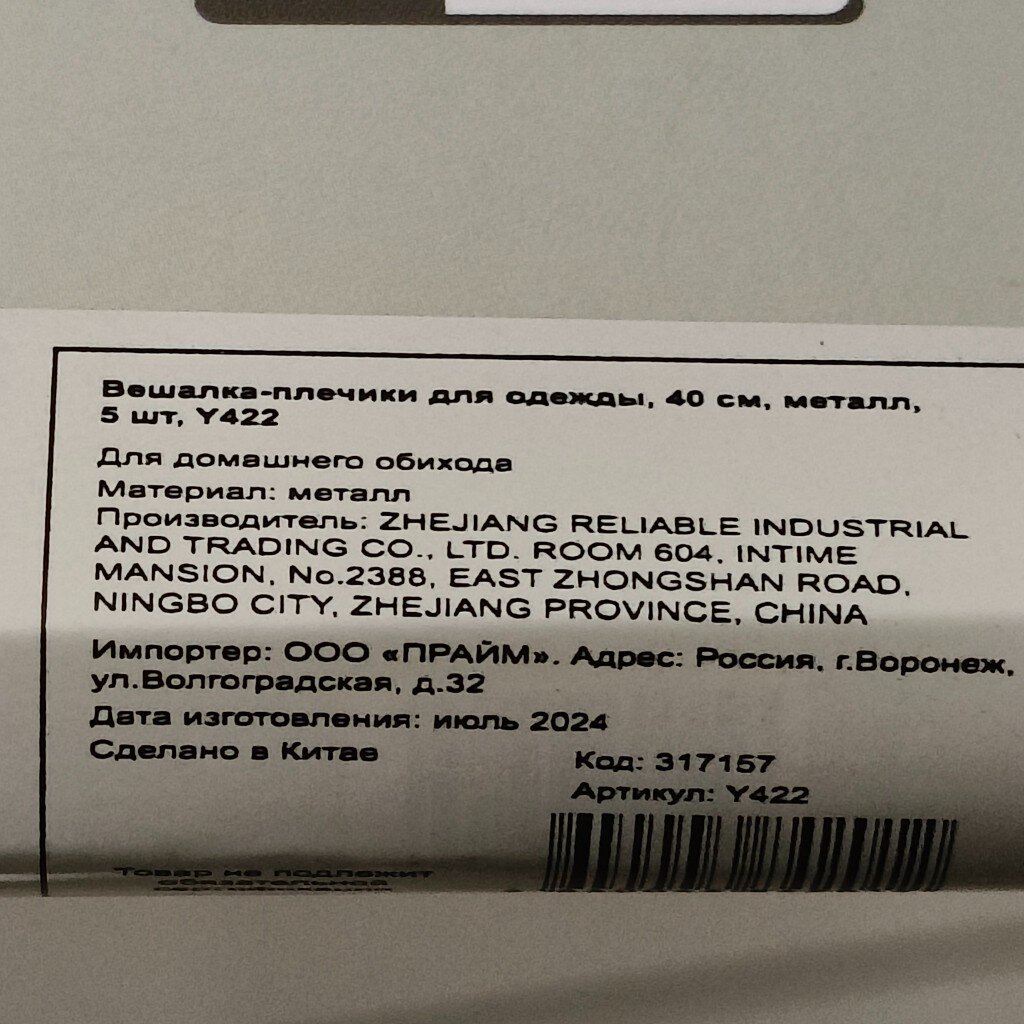 Вешалка-плечики для одежды, 40 см, металл,
5 шт, Y422
Для домашнего обихода
Материал: металл
Производитель: ZHEJIANG RELIABLE INDUSTRIAL
AND TRADING CO., LTD. ROOM 604, INTIME
MANSION, No.2388, EAST ZHONGSHAN ROAD,
NINGBO CITY, ZHEJIANG PROVINCE, CHINA
Импортер: ООО «ПРАЙМ». Адрес: Россия, г.Воронеж,
ул.Волгоградская, д.32
Дата изготовления: июль 2024
Сделано в Китае
Код: 317157
Артикул: Y422
Товар не подлежит
обязательной